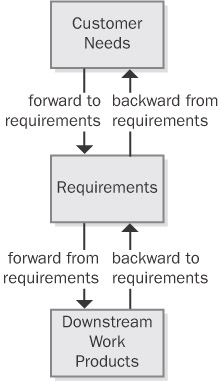 Customer
Needs
forward to
requirements
backward from
requirements
Requirements
forward from
requirements
backward to
requirements
Downstream
Work
Products